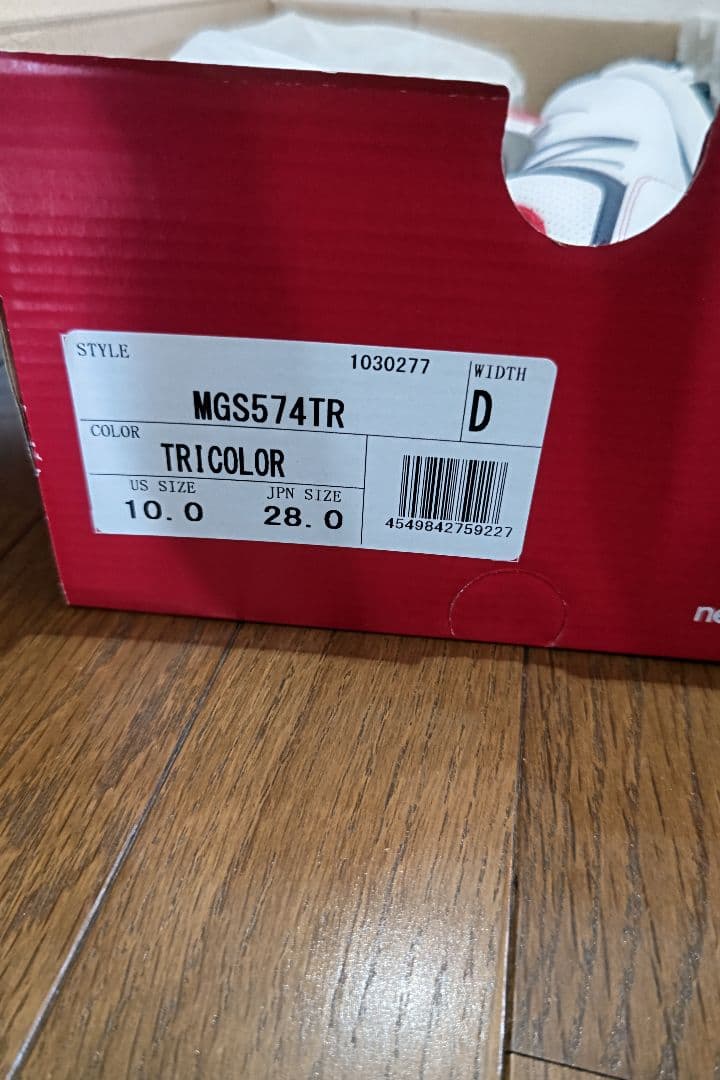 STYLE
1030277
WIDTH
MGS574TR
D
COLOR
TRICOLOR
US SIZE
JPN SIZE
10.0
28.0
4549842759227
ne